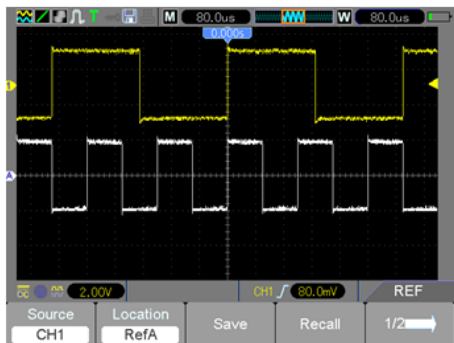 T M 80.0us W 80.0us
0.000s
1
A
DC 2.00V CH1 80.0mV REF
Source Location Save Recall 1/2
CH1 RefA